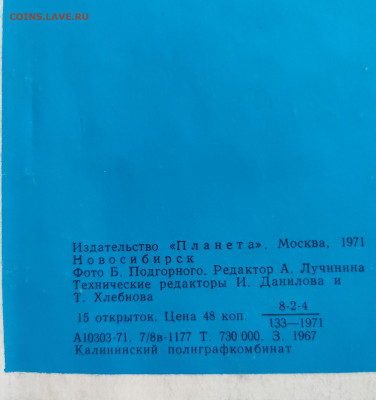 COINS.LAVE.RU
Издательство «Планета». Москва, 1971
Новосибирск
Фото Б. Подгорного. Редактор А. Лучинина
Технические редакторы И. Данилова и
Т. Хлебнова
8-2-4
15 открыток. Цена 48 коп.
133—1971
А10303-71. 7/8в-1177 Т. 730 000. З. 1967
Калининский полиграфкомбинат